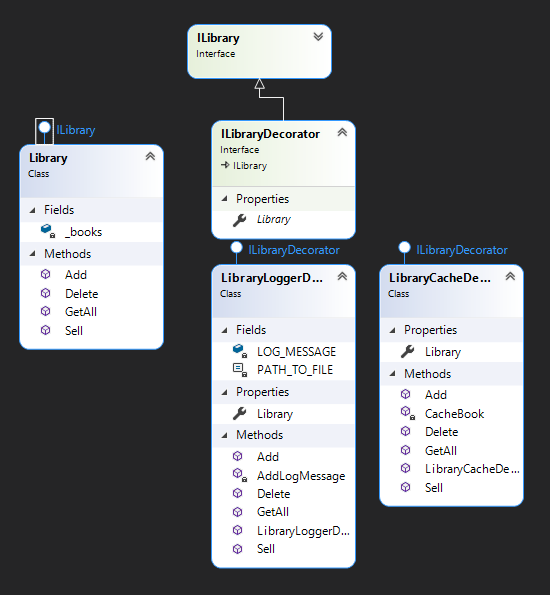 ILibrary
Interface
ILibrary
Library
Class
Fields
_books
Methods
Add
Delete
GetAll
Sell
ILibraryDecorator
Interface
ILibrary
Properties
Library
ILibraryDecorator
LibraryLoggerD...
Class
Fields
LOG_MESSAGE
PATH_TO_FILE
Properties
Library
Methods
Add
AddLogMessage
Delete
GetAll
LibraryLoggerD...
Sell
ILibraryDecorator
LibraryCacheDe...
Class
Properties
Library
Methods
Add
CacheBook
Delete
GetAll
LibraryCacheDe...
Sell